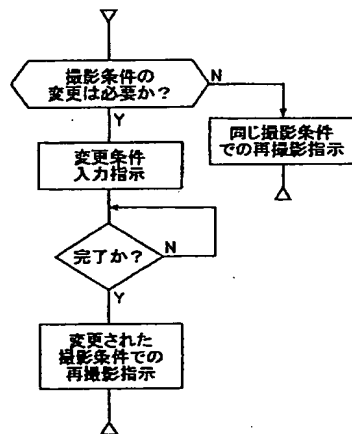 撮影条件の
変更は必要か？
N
Y
同じ撮影条件
での再撮影指示
変更条件
入力指示
完了か？
N
Y
変更された
撮影条件での
再撮影指示